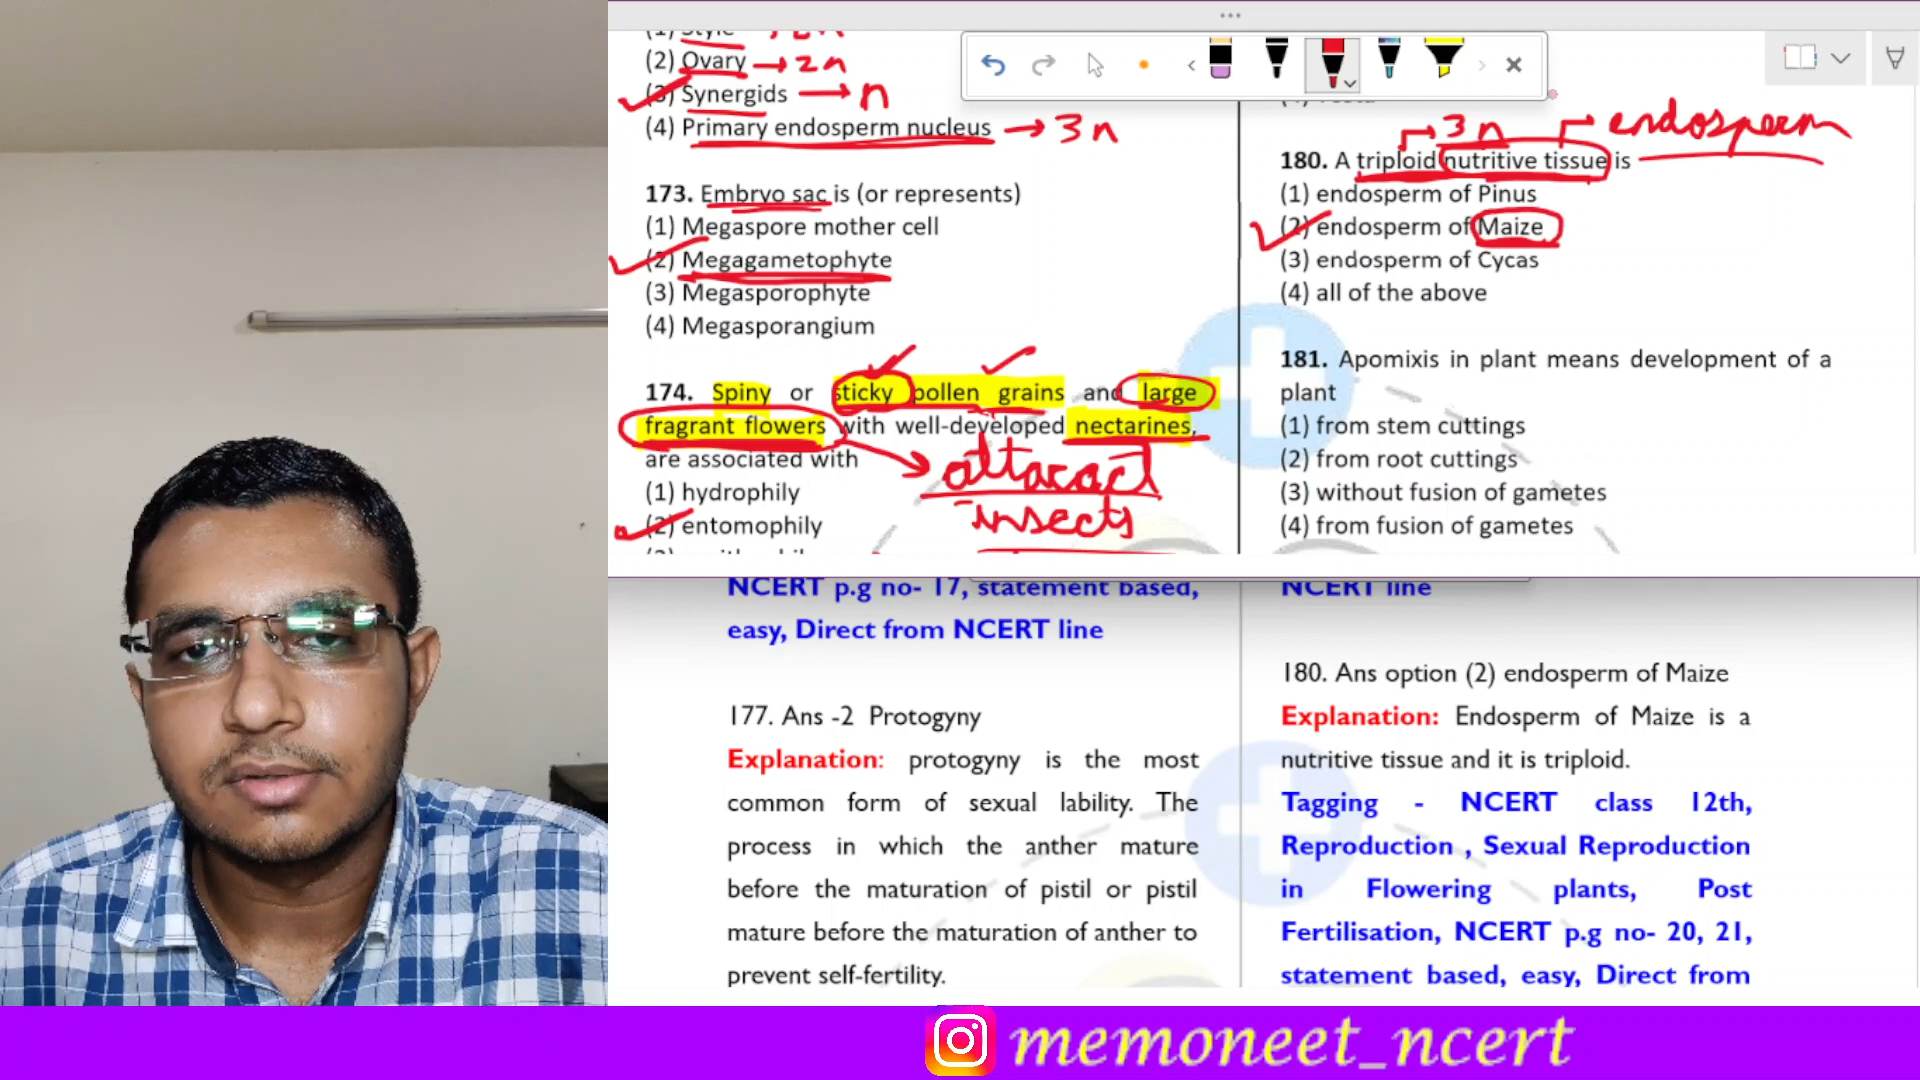 (1) Style
(2) Ovary → 2n
(3) Synergids → n
(4) Primary endosperm nucleus → 3n
173. Embryo sac is (or represents)
(1) Megaspore mother cell
(2) Megagametophyte
(3) Megasporophyte
(4) Megasporangium
174. Spiny or sticky pollen grains and large
fragrant flowers with well-developed nectarines,
are associated with
attaract
insects
(1) hydrophily
(2) entomophily
3n endosperm
180. A triploid nutritive tissue is
(1) endosperm of Pinus
(2) endosperm of Maize
(3) endosperm of Cycas
(4) all of the above
181. Apomixis in plant means development of a
plant
(1) from stem cuttings
(2) from root cuttings
(3) without fusion of gametes
(4) from fusion of gametes
NCERT p.g no- 17, statement based,
easy, Direct from NCERT line
177. Ans -2 Protogyny
Explanation: protogyny is the most
common form of sexual lability. The
process in which the anther mature
before the maturation of pistil or pistil
mature before the maturation of anther to
prevent self-fertility.
NCERT line
180. Ans option (2) endosperm of Maize
Explanation: Endosperm of Maize is a
nutritive tissue and it is triploid.
Tagging - NCERT class 12th,
Reproduction , Sexual Reproduction
in Flowering plants, Post
Fertilisation, NCERT p.g no- 20, 21,
statement based, easy, Direct from
memoneet_ncert